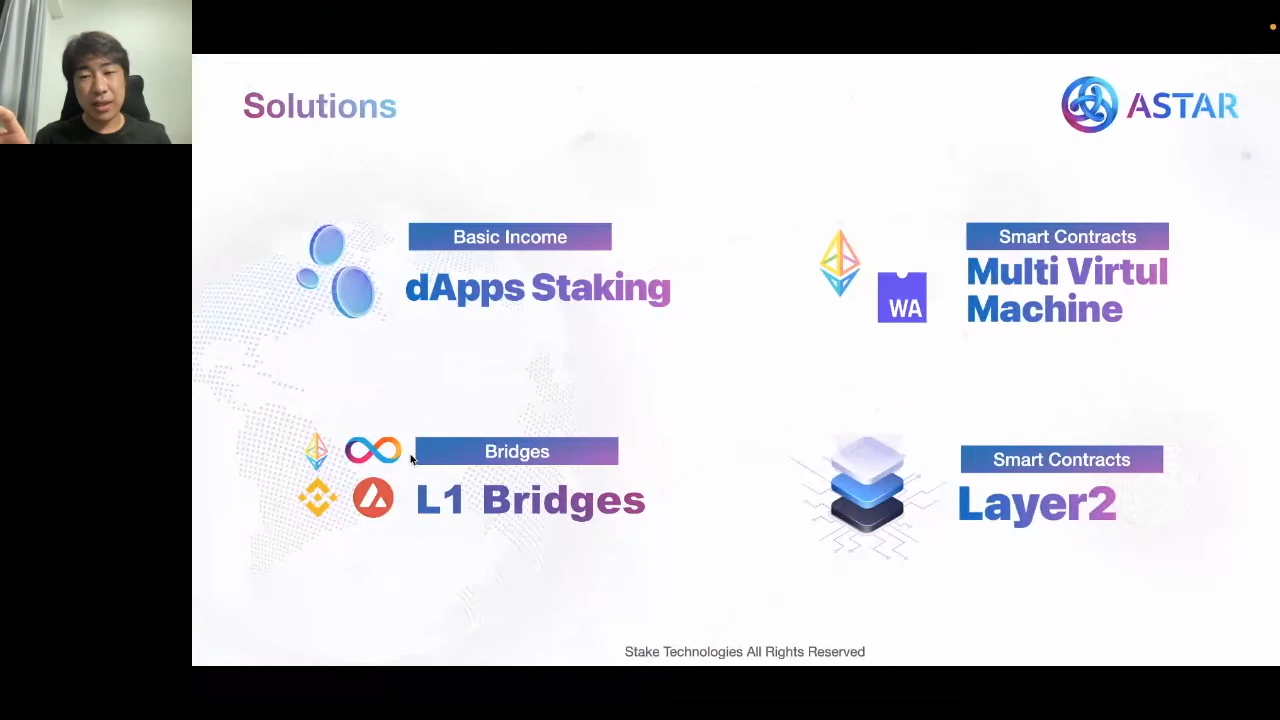 Solutions
ASTAR
Basic Income
dApps Staking
Smart Contracts
Multi Virtul
Machine
WA
Bridges
L1 Bridges
Smart Contracts
Layer2
Stake Technologies All Rights Reserved